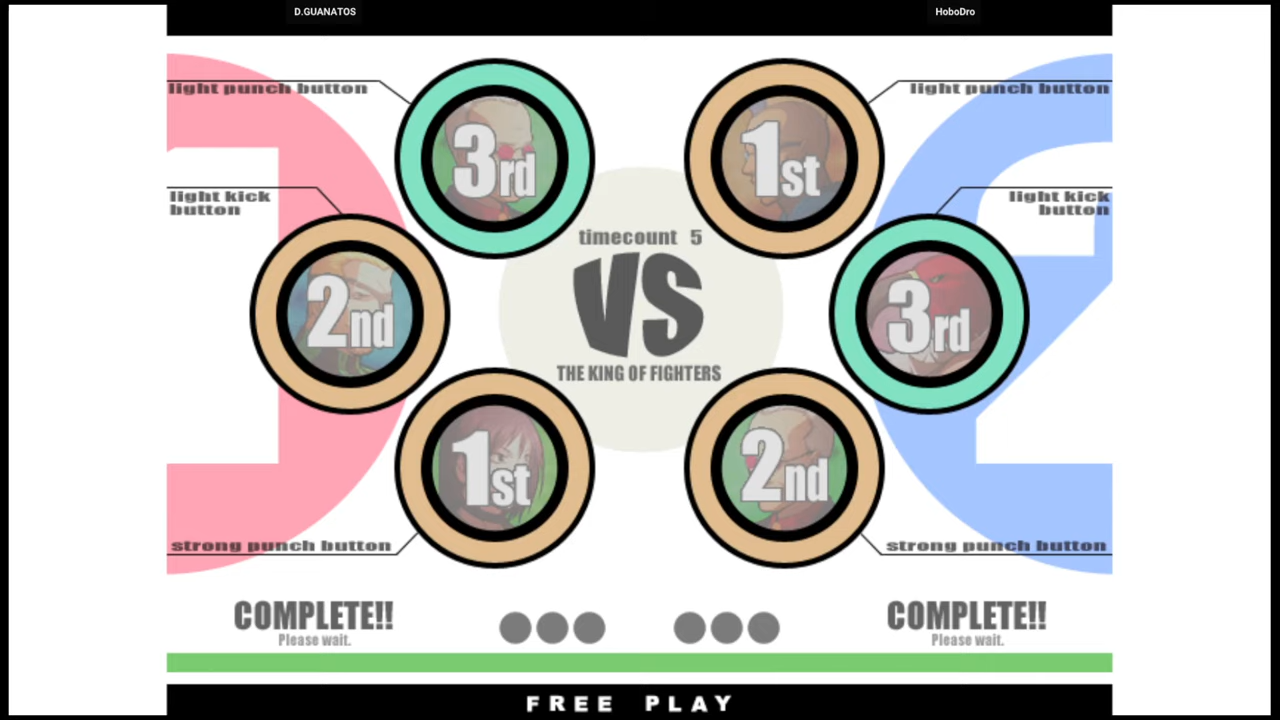 D.GUANATOS
HoboDro
light punch button
light punch button
3rd
1st
light kick
button
light kick
button
timecount 5
VS
THE KING OF FIGHTERS
2nd
3rd
1st
2nd
strong punch button
strong punch button
COMPLETE!!
Please wait.
COMPLETE!!
Please wait.
FREE PLAY